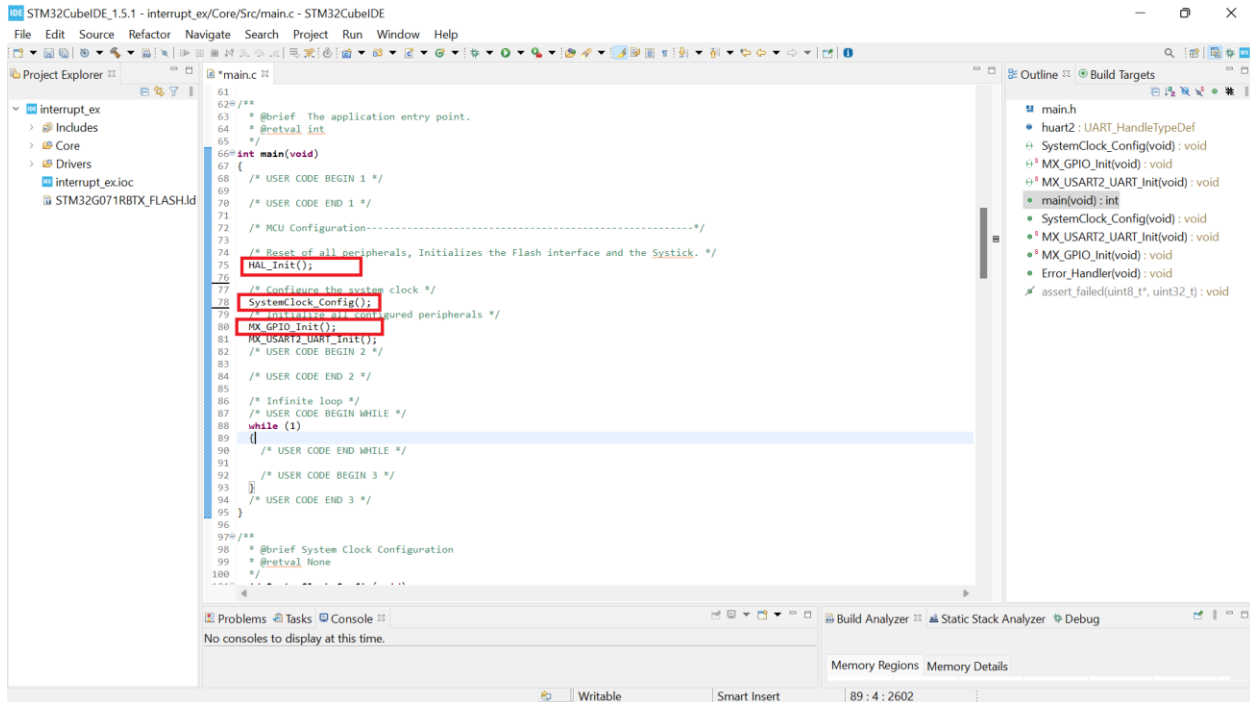 IDE STM32CubeIDE_1.5.1 - interrupt_ex/Core/Src/main.c - STM32CubeIDE
File Edit Source Refactor Navigate Search Project Run Window Help
Project Explorer
interrupt_ex
Includes
Core
Drivers
interrupt_ex.ioc
STM32G071RBTX_FLASH.ld
*main.c
61
62 /**
63 * @brief The application entry point.
64 * @retval int
65 */
66 int main(void)
67 {
68 /* USER CODE BEGIN 1 */
69
70 /* USER CODE END 1 */
71
72 /* MCU Configuration--------------------------------------------------------*/
73
74 /* Reset of all peripherals, Initializes the Flash interface and the Systick. */
75 HAL_Init();
76
77 /* Configure the system clock */
78 SystemClock_Config();
79 /* Initialize all configured peripherals */
80 MX_GPIO_Init();
81 MX_USART2_UART_Init();
82 /* USER CODE BEGIN 2 */
83
84 /* USER CODE END 2 */
85
86 /* Infinite loop */
87 /* USER CODE BEGIN WHILE */
88 while (1)
89 {
90 /* USER CODE END WHILE */
91
92 /* USER CODE BEGIN 3 */
93 }
94 /* USER CODE END 3 */
95 }
96
97 /**
98 * @brief System Clock Configuration
99 * @retval None
100 */
Outline Build Targets
main.h
huart2 : UART_HandleTypeDef
SystemClock_Config(void) : void
MX_GPIO_Init(void) : void
MX_USART2_UART_Init(void) : void
main(void) : int
SystemClock_Config(void) : void
MX_USART2_UART_Init(void) : void
MX_GPIO_Init(void) : void
Error_Handler(void) : void
assert_failed(uint8_t*, uint32_t) : void
Problems Tasks Console
No consoles to display at this time.
Build Analyzer Static Stack Analyzer Debug
Memory Regions Memory Details
Writable Smart Insert 89 : 4 : 2602